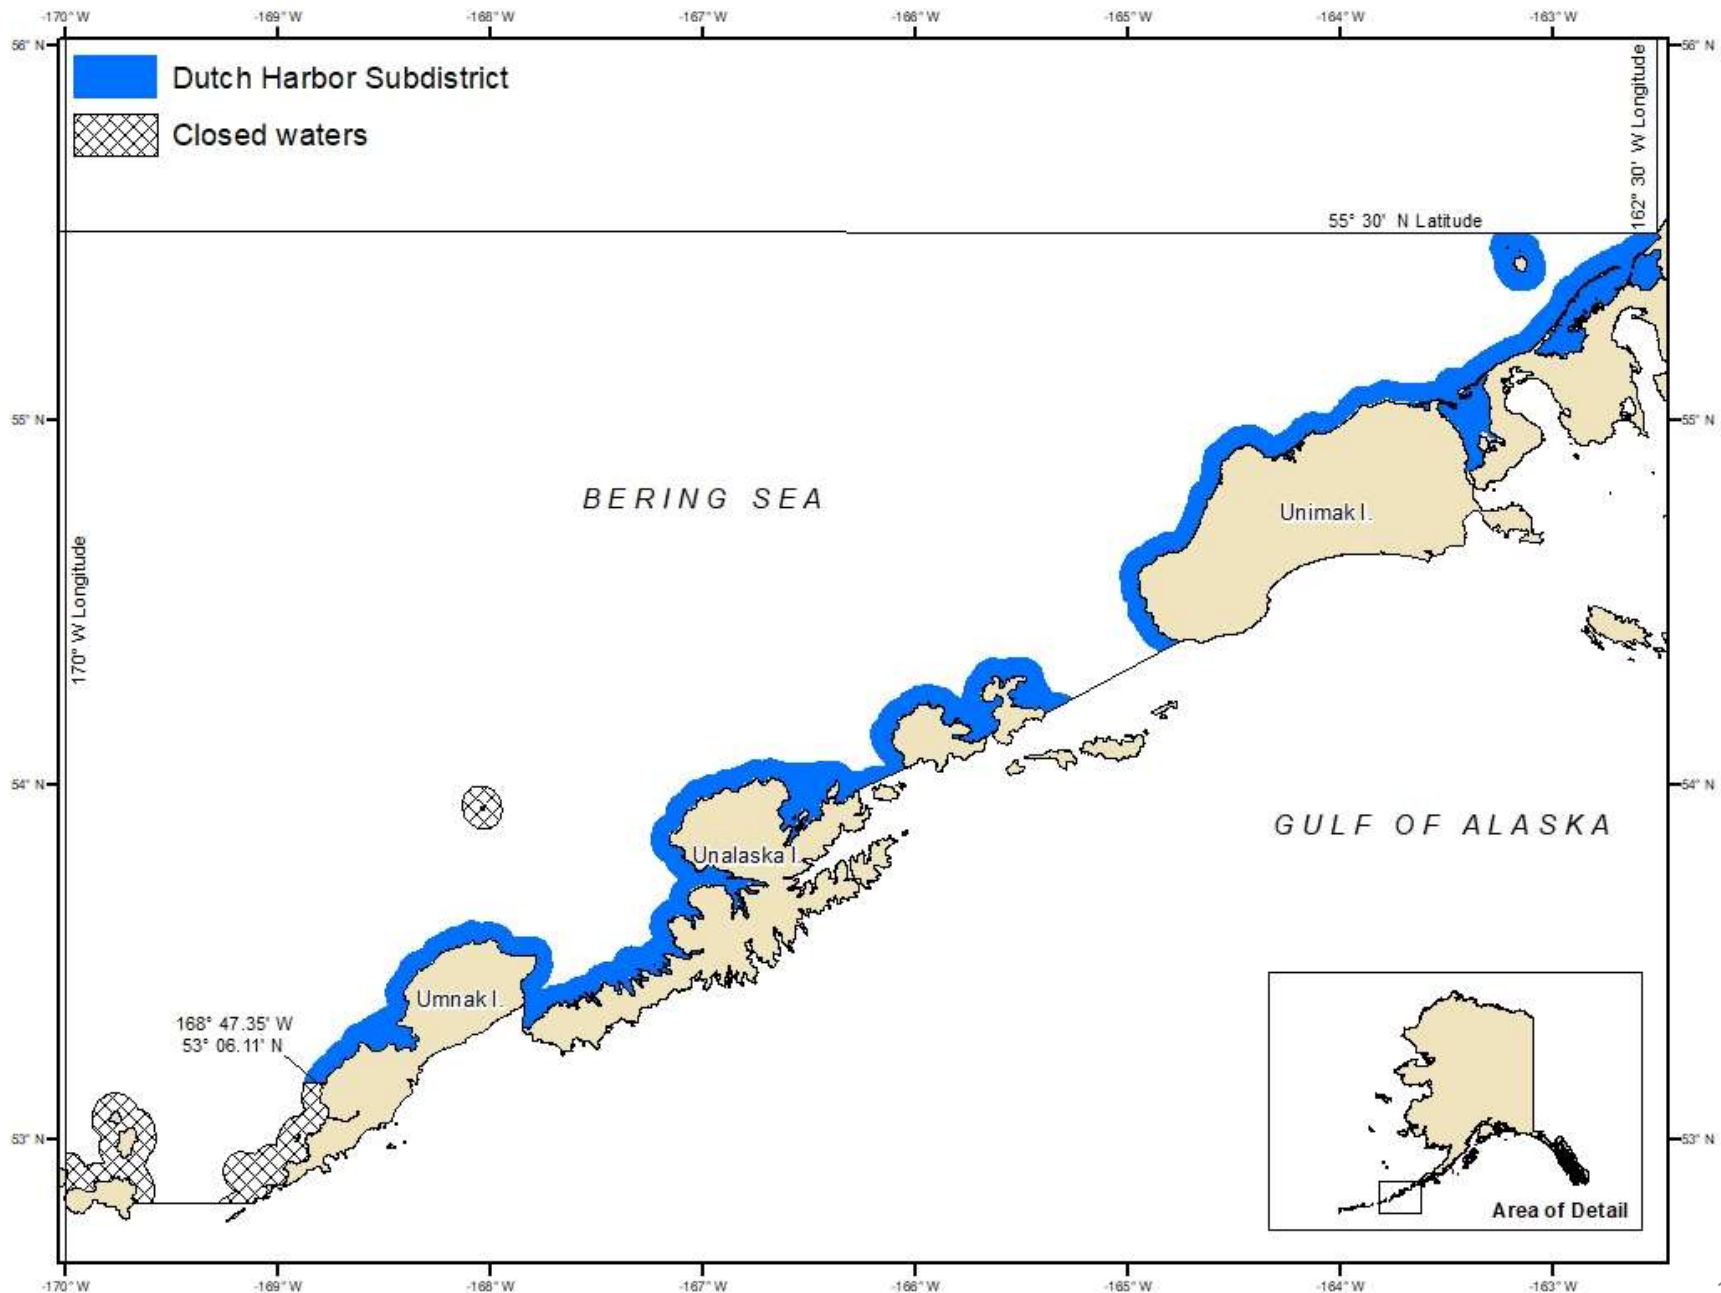 -170° W -169° W -168° W -167° W -166° W -165° W -164° W -163° W
56° N 56° N
Dutch Harbor Subdistrict
Closed waters
162° 30' W Longitude
55° 30' N Latitude
55° N 55° N
BERING SEA
Unimak I.
170° W Longitude
54° N 54° N
GULF OF ALASKA
Unalaska I.
Umnak I.
168° 47.35' W
53° 06.11' N
53° N 53° N
Area of Detail
-170° W -169° W -168° W -167° W -166° W -165° W -164° W -163° W